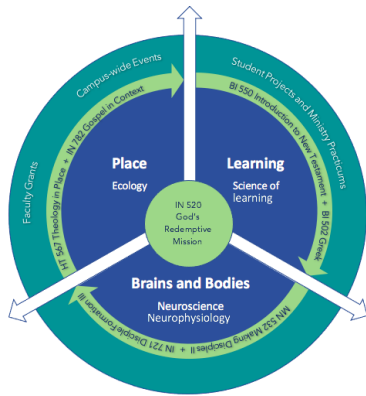 Campus-wide Events
Student Projects and Ministry Practicums
Faculty Grants
HT 567 Theology in Place + IN 782 Gospel in Context
BI 550 Introduction to New Testament + BI 502 Greek
Place
Ecology
Learning
Science of
learning
IN 520
God's
Redemptive
Mission
Brains and Bodies
Neuroscience
Neurophysiology
MN 532 Making Disciples II + IN 721 Disciple Formation III